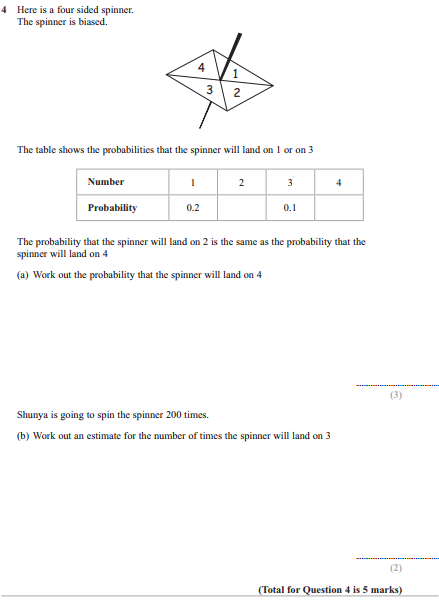 4 Here is a four sided spinner.
The spinner is biased.
4
1
3
2
The table shows the probabilities that the spinner will land on 1 or on 3
Number 1 2 3 4
Probability 0.2 0.1
The probability that the spinner will land on 2 is the same as the probability that the
spinner will land on 4
(a) Work out the probability that the spinner will land on 4
(3)
Shunya is going to spin the spinner 200 times.
(b) Work out an estimate for the number of times the spinner will land on 3
(2)
(Total for Question 4 is 5 marks)